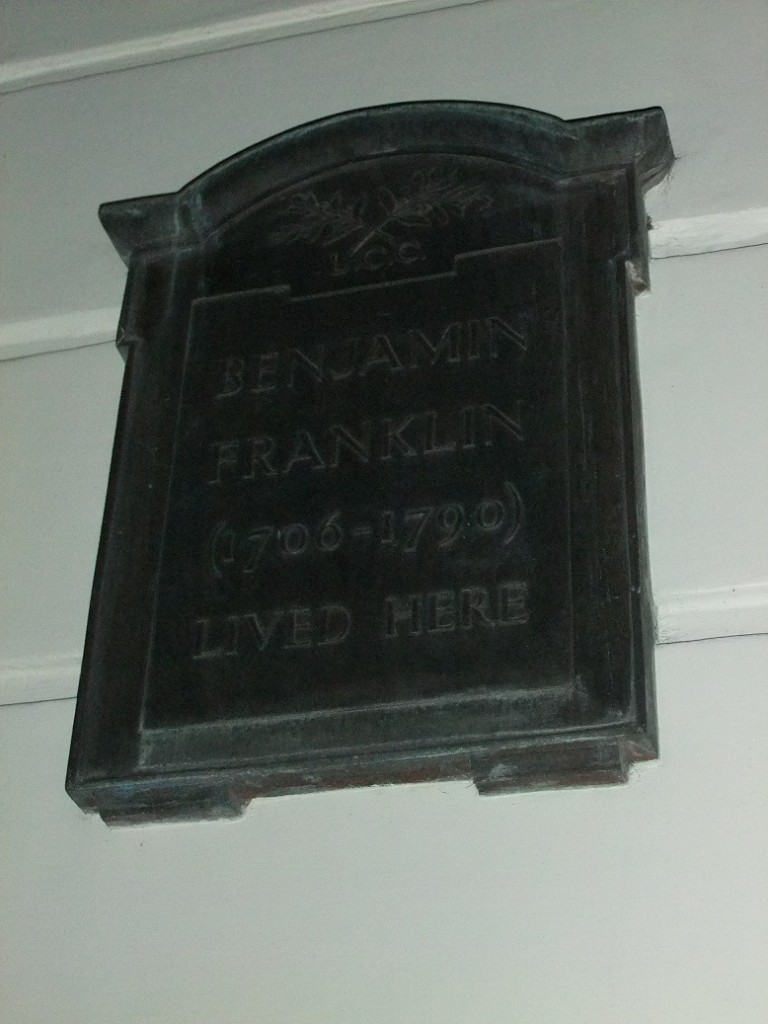 L.C.C.
BENJAMIN
FRANKLIN
(1706-1790)
LIVED HERE